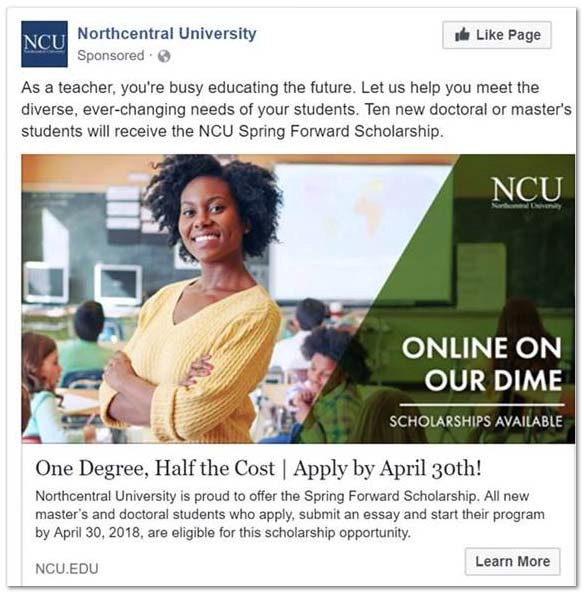 NCU
Northcentral University
Northcentral University
Sponsored ·
Like Page
As a teacher, you're busy educating the future. Let us help you meet the
diverse, ever-changing needs of your students. Ten new doctoral or master's
students will receive the NCU Spring Forward Scholarship.
NCU
Northcentral University
ONLINE ON
OUR DIME
SCHOLARSHIPS AVAILABLE
One Degree, Half the Cost | Apply by April 30th!
Northcentral University is proud to offer the Spring Forward Scholarship. All new
master's and doctoral students who apply, submit an essay and start their program
by April 30, 2018, are eligible for this scholarship opportunity.
NCU.EDU
Learn More